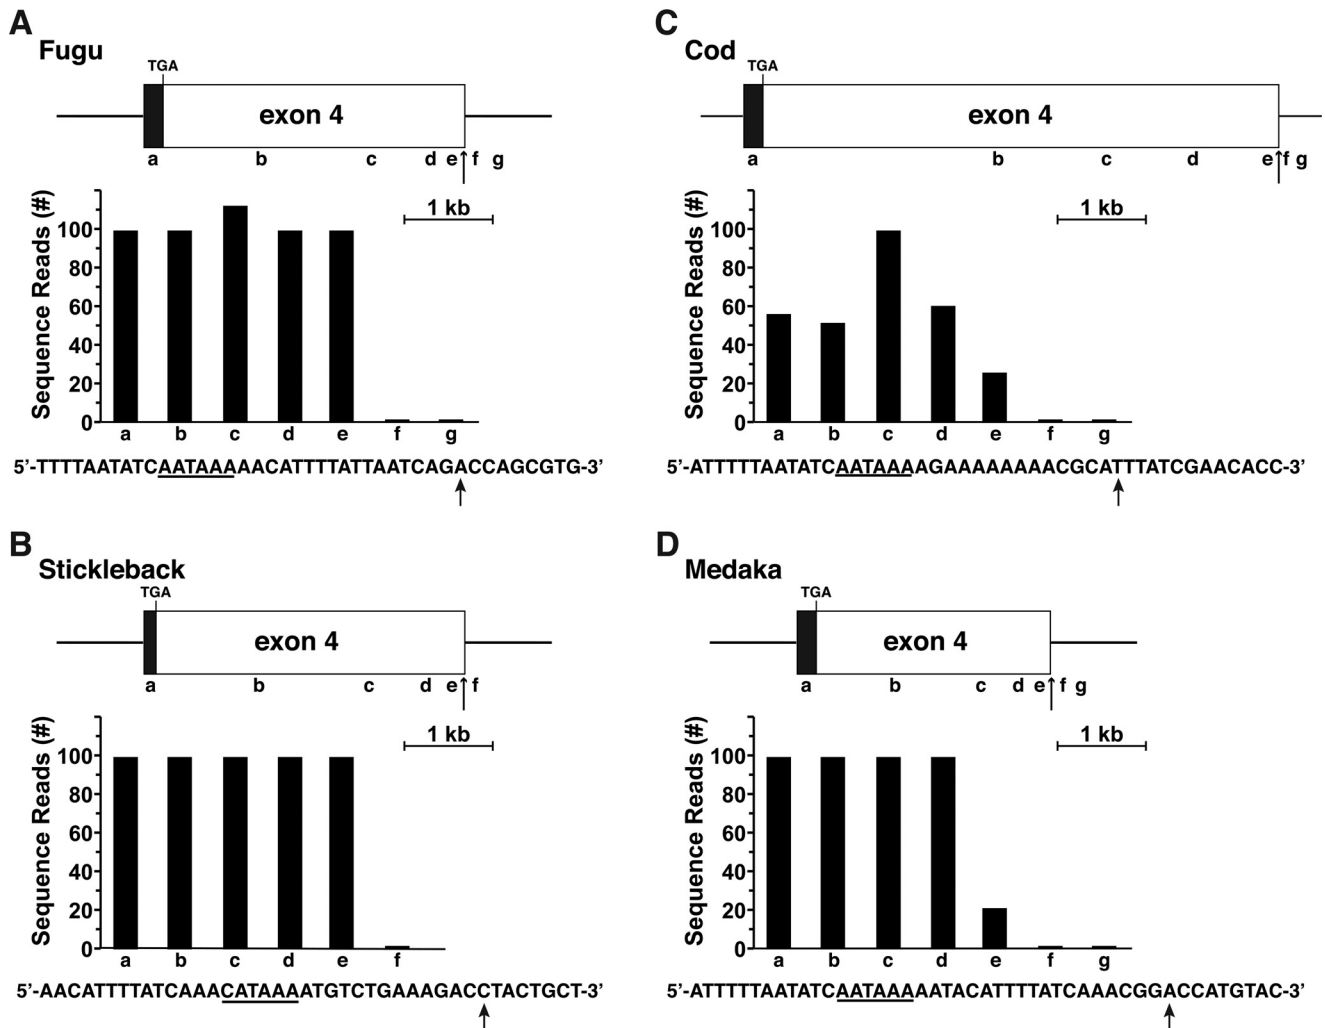 A
Fugu
TGA
exon 4
a b c d e f g
Sequence Reads (#)
1 kb
100
80
60
40
20
0
a b c d e f g
5’-TTTTAATATCAATAAAAACATTTTATTAATCAGACCAGCGTG-3’
B
Stickleback
TGA
exon 4
a b c d e f
Sequence Reads (#)
1 kb
100
80
60
40
20
0
a b c d e f
5’-AACATTTTATCAAACATAAAATGTCTGAAAGACCTACTGCT-3’
C
Cod
TGA
exon 4
a b c d e f g
Sequence Reads (#)
1 kb
100
80
60
40
20
0
a b c d e f g
5’-ATTTTTAATATCAATAAAAGAAAAAAAACGCATTTATCGAACACC-3’
D
Medaka
TGA
exon 4
a b c d e f g
Sequence Reads (#)
1 kb
100
80
60
40
20
0
a b c d e f g
5’-ATTTTTAATATCAATAAAAATACATTTTATCAAACGGACCATGTAC-3’